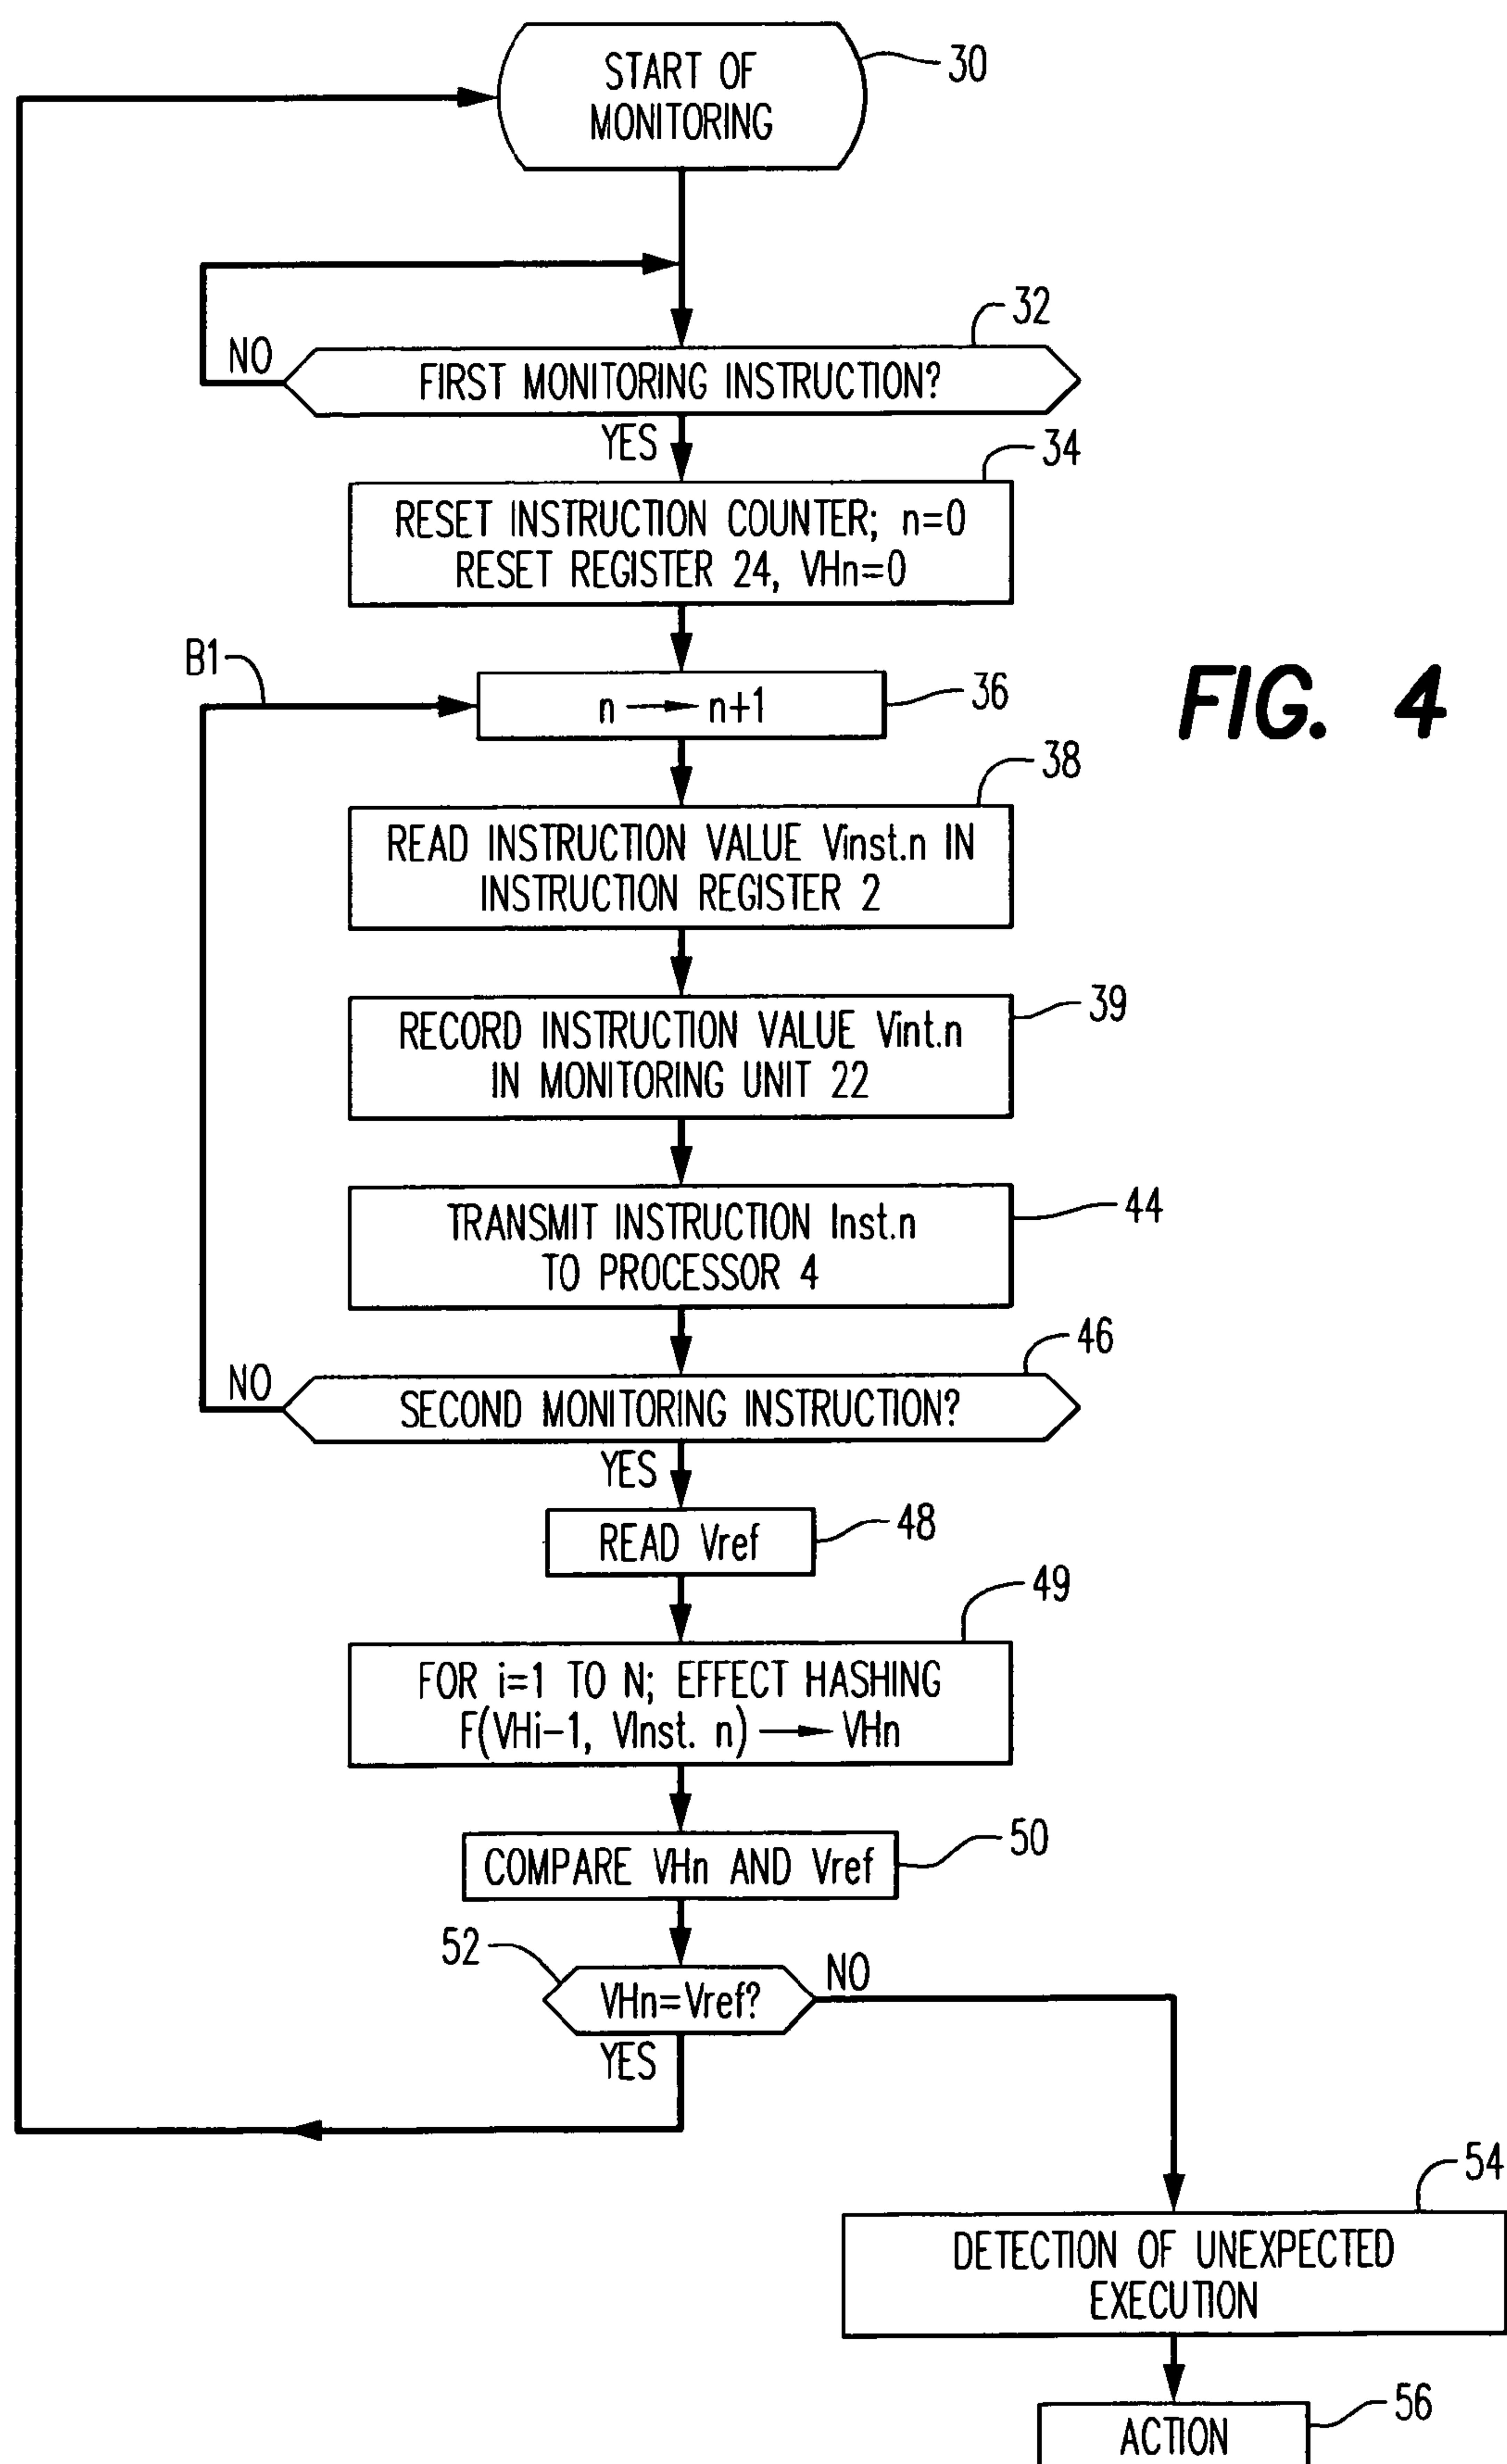 START OF
MONITORING
30
32
NO
FIRST MONITORING INSTRUCTION?
YES
34
RESET INSTRUCTION COUNTER; n=0
RESET REGISTER 24, VHn=0
B1
n → n+1
36
FIG. 4
38
READ INSTRUCTION VALUE Vinst.n IN
INSTRUCTION REGISTER 2
39
RECORD INSTRUCTION VALUE Vint.n
IN MONITORING UNIT 22
TRANSMIT INSTRUCTION Inst.n
TO PROCESSOR 4
44
46
NO
SECOND MONITORING INSTRUCTION?
YES
READ Vref
48
49
FOR i=1 TO N; EFFECT HASHING
F(VHi-1, VInst. n) → VHn
COMPARE VHn AND Vref
50
52
VHn=Vref?
NO
YES
54
DETECTION OF UNEXPECTED
EXECUTION
ACTION
56